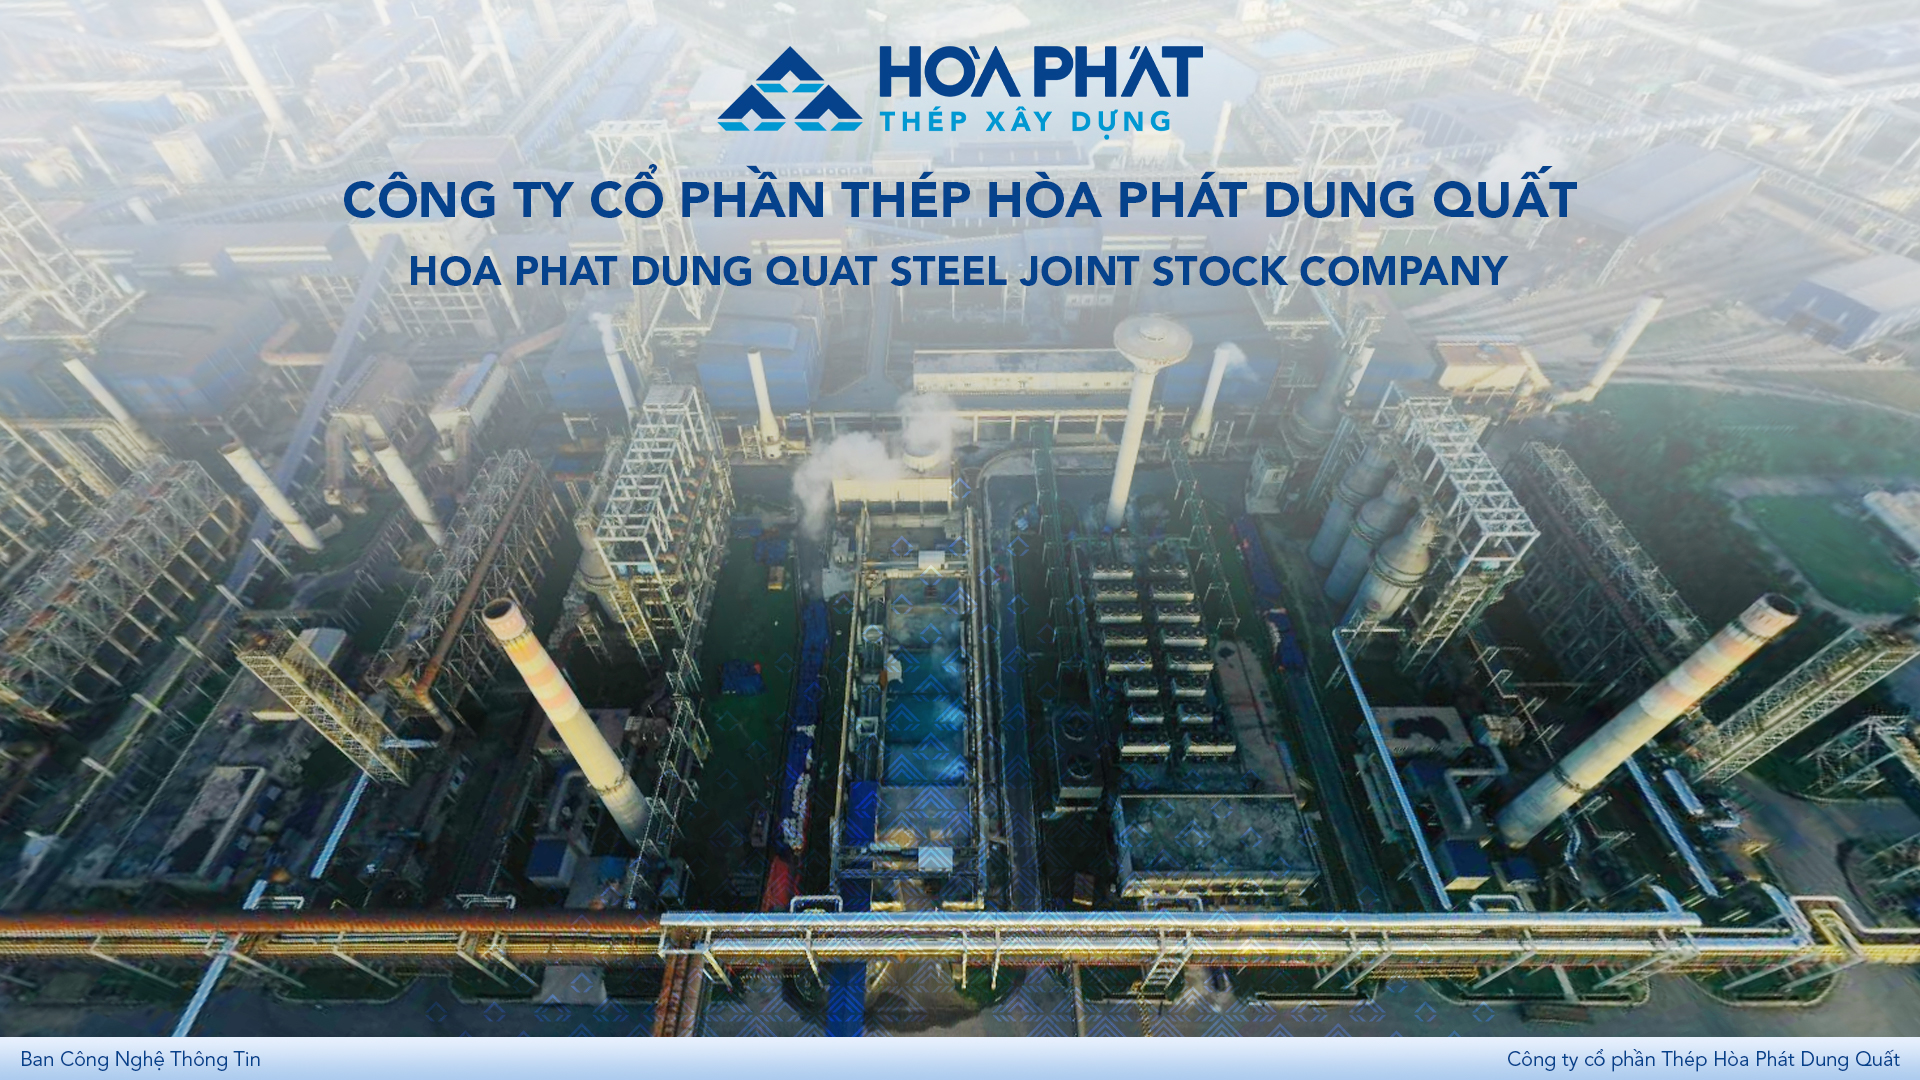 HÒA PHÁT
THÉP XÂY DỰNG
CÔNG TY CỔ PHẦN THÉP HÒA PHÁT DUNG QUẤT
HOA PHAT DUNG QUAT STEEL JOINT STOCK COMPANY
Ban Công Nghệ Thông Tin
Công ty cổ phần Thép Hòa Phát Dung Quất